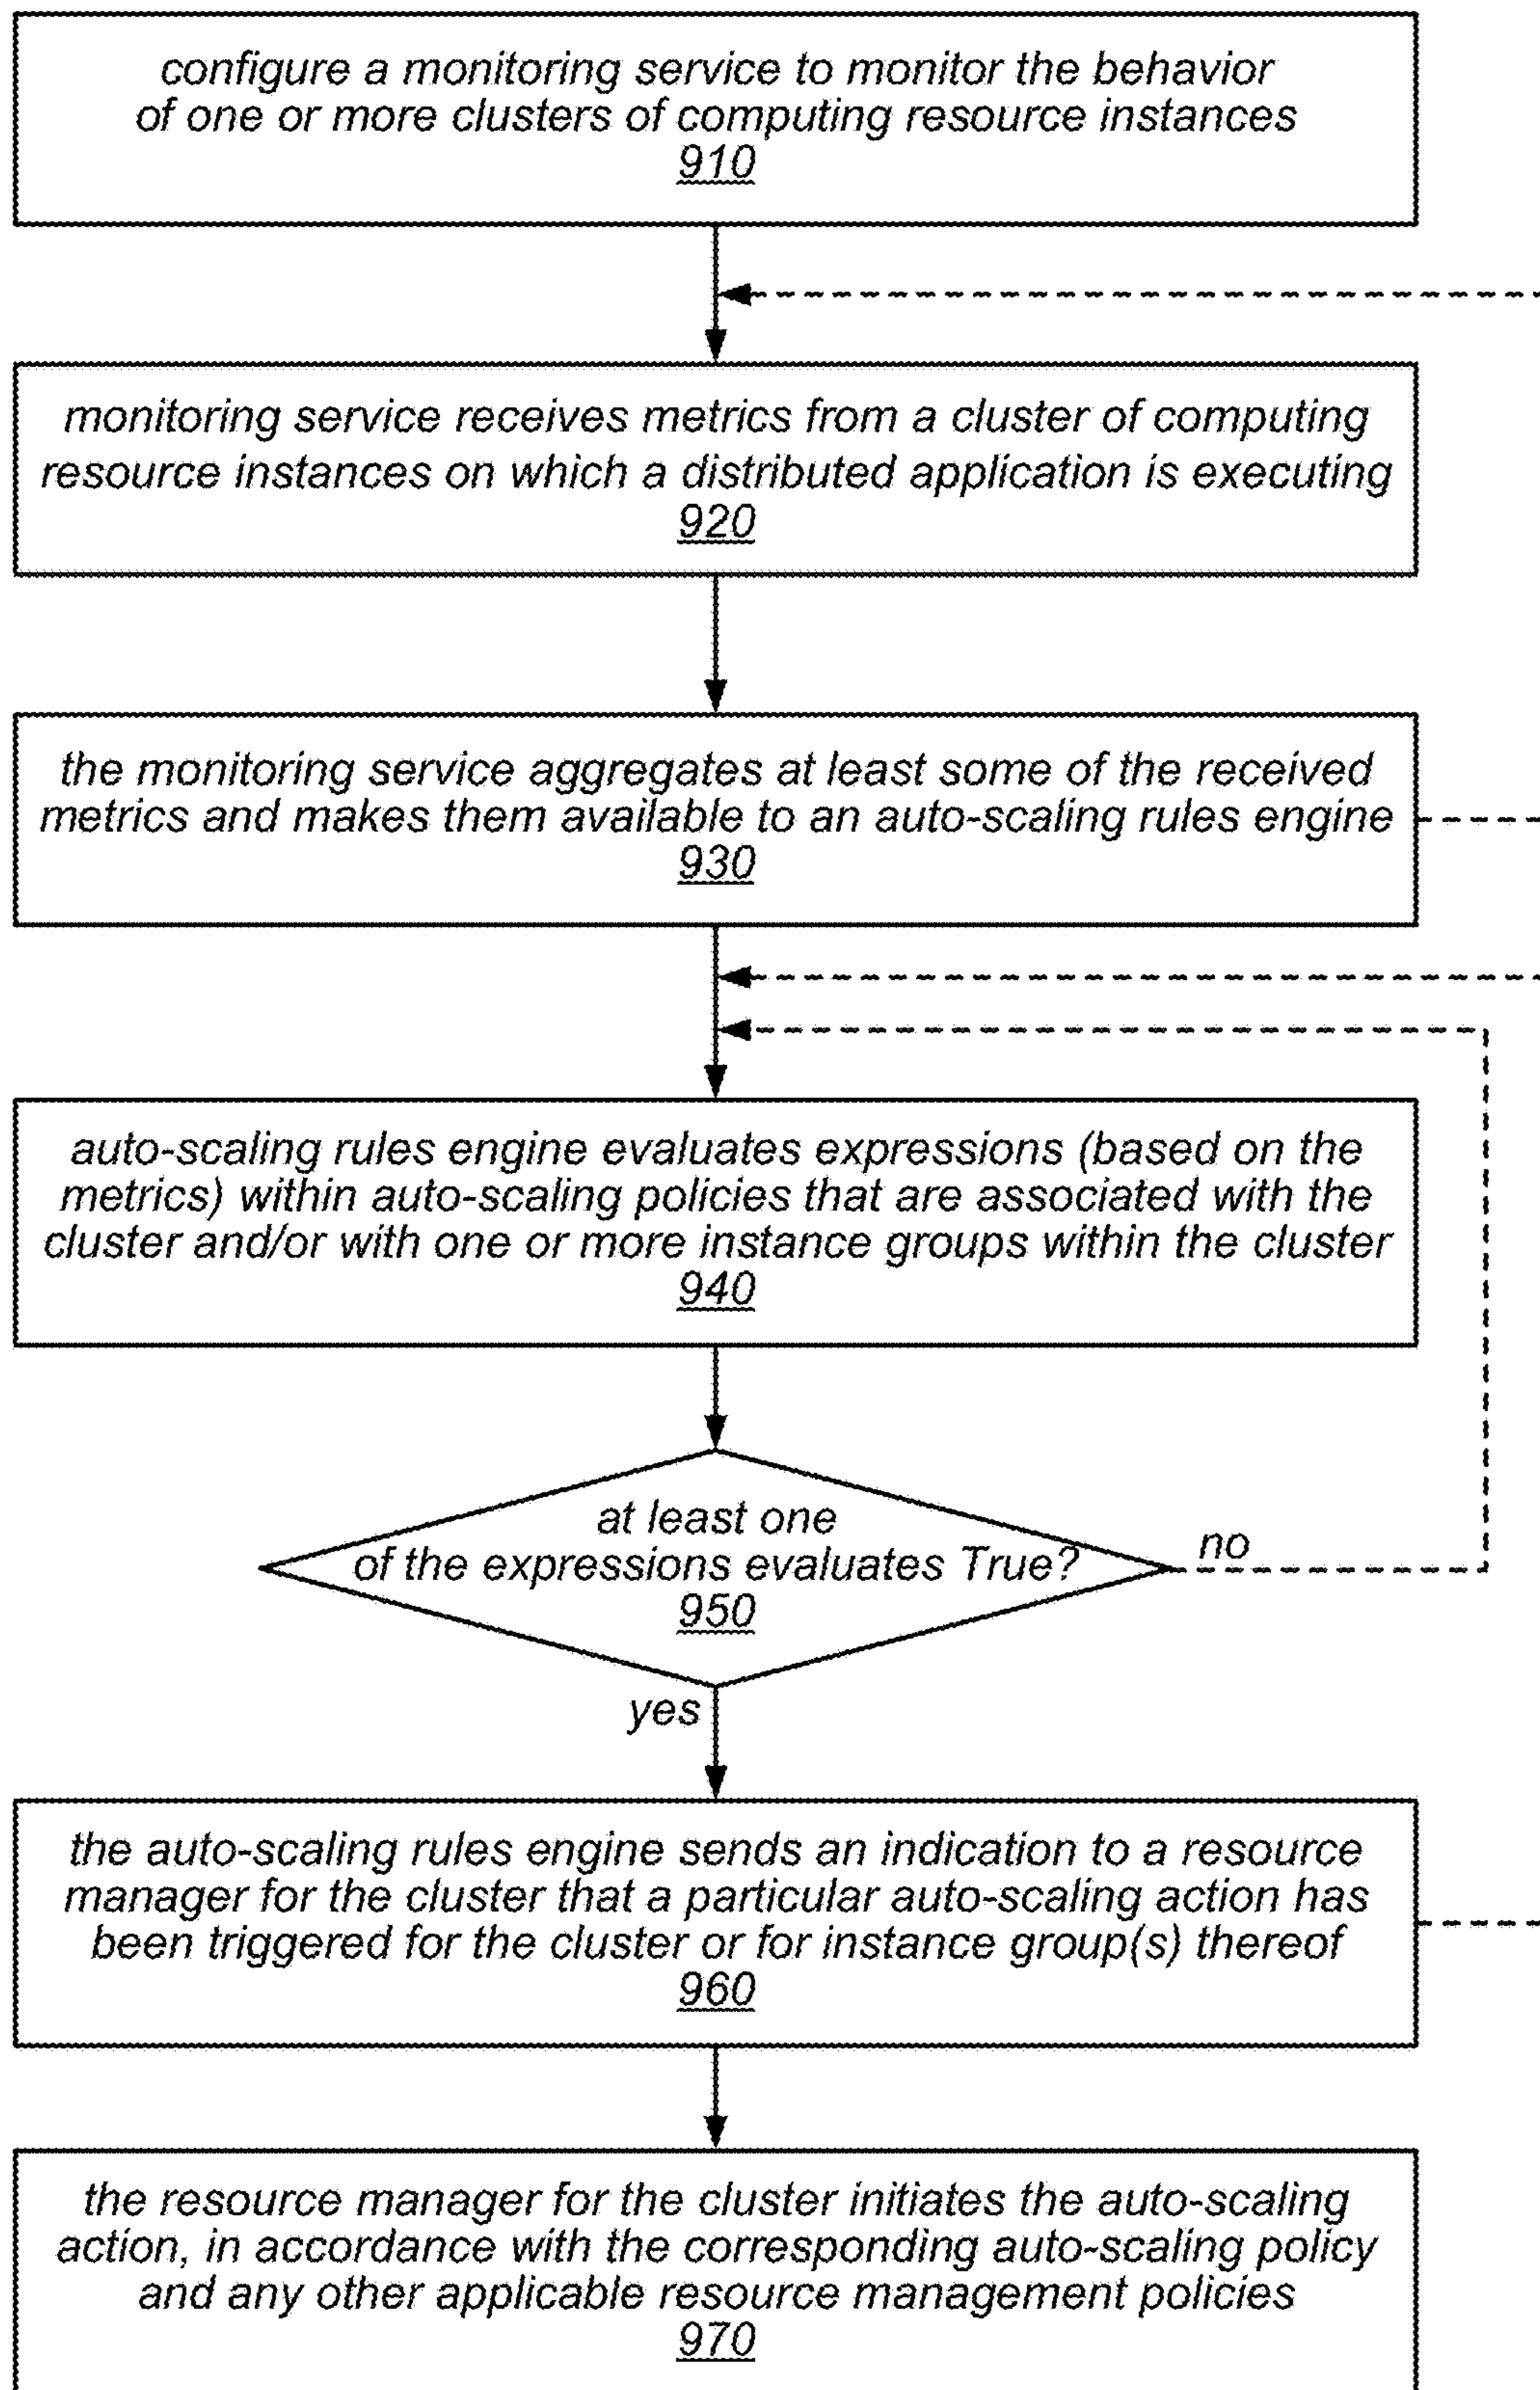 configure a monitoring service to monitor the behavior
of one or more clusters of computing resource instances
910
monitoring service receives metrics from a cluster of computing
resource instances on which a distributed application is executing
920
the monitoring service aggregates at least some of the received
metrics and makes them available to an auto-scaling rules engine
930
auto-scaling rules engine evaluates expressions (based on the
metrics) within auto-scaling policies that are associated with the
cluster and/or with one or more instance groups within the cluster
940
at least one
of the expressions evaluates True?
950
no
yes
the auto-scaling rules engine sends an indication to a resource
manager for the cluster that a particular auto-scaling action has
been triggered for the cluster or for instance group(s) thereof
960
the resource manager for the cluster initiates the auto-scaling
action, in accordance with the corresponding auto-scaling policy
and any other applicable resource management policies
970